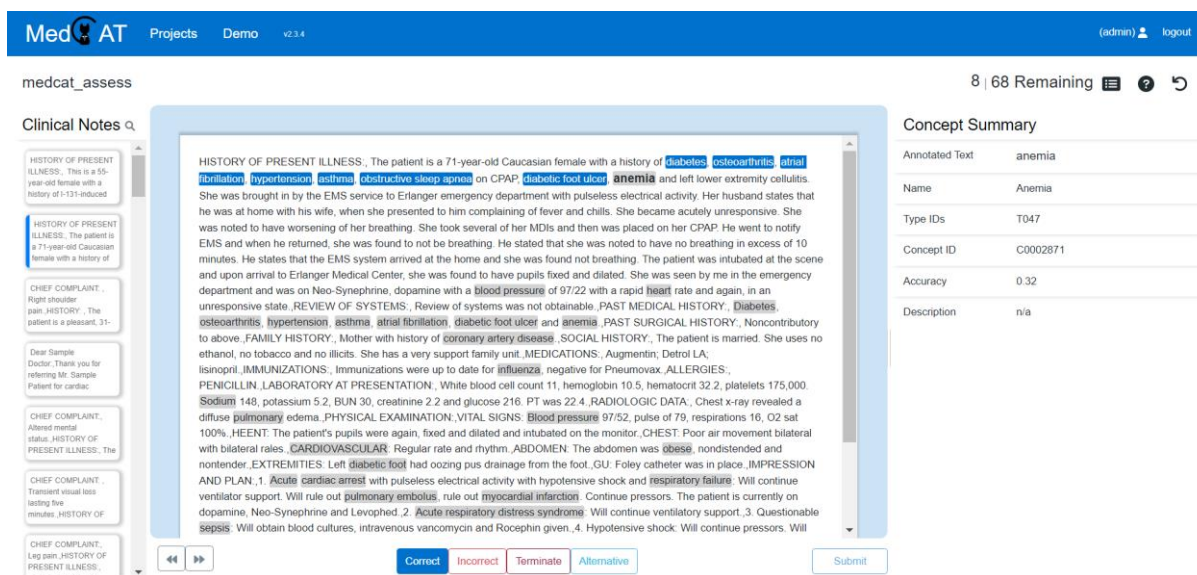 MedCAT Projects Demo v2.3.4 (admin) logout
medcat_assess 8 | 68 Remaining
Clinical Notes
HISTORY OF PRESENT
ILLNESS:, This is a 55-
year-old female with a
history of I-131-induced
HISTORY OF PRESENT
ILLNESS:, The patient is
a 71-year-old Caucasian
female with a history of
CHIEF COMPLAINT: ,
Right shoulder
pain.,HISTORY: , The
patient is a pleasant, 31-
Dear Sample
Doctor:,Thank you for
referring Mr. Sample
Patient for cardiac
CHIEF COMPLAINT:,
Altered mental
status.,HISTORY OF
PRESENT ILLNESS:, The
CHIEF COMPLAINT: ,
Transient visual loss
lasting five
minutes.,HISTORY OF
CHIEF COMPLAINT:,
Leg pain.,HISTORY OF
PRESENT ILLNESS:,
HISTORY OF PRESENT ILLNESS:, The patient is a 71-year-old Caucasian female with a history of diabetes, osteoarthritis, atrial
fibrillation, hypertension, asthma, obstructive sleep apnea on CPAP, diabetic foot ulcer, anemia and left lower extremity cellulitis.
She was brought in by the EMS service to Erlanger emergency department with pulseless electrical activity. Her husband states that
he was at home with his wife, when she presented to him complaining of fever and chills. She became acutely unresponsive. She
was noted to have worsening of her breathing. She took several of her MDIs and then was placed on her CPAP. He went to notify
EMS and when he returned, she was found to not be breathing. He stated that she was noted to have no breathing in excess of 10
minutes. He states that the EMS system arrived at the home and she was found not breathing. The patient was intubated at the scene
and upon arrival to Erlanger Medical Center, she was found to have pupils fixed and dilated. She was seen by me in the emergency
department and was on Neo-Synephrine, dopamine with a blood pressure of 97/22 with a rapid heart rate and again, in an
unresponsive state.,REVIEW OF SYSTEMS:, Review of systems was not obtainable.,PAST MEDICAL HISTORY:, Diabetes,
osteoarthritis, hypertension, asthma, atrial fibrillation, diabetic foot ulcer and anemia.,PAST SURGICAL HISTORY:, Noncontributory
to above.,FAMILY HISTORY:, Mother with history of coronary artery disease.,SOCIAL HISTORY:, The patient is married. She uses no
ethanol, no tobacco and no illicits. She has a very support family unit.,MEDICATIONS:, Augmentin; Detrol LA;
lisinopril.,IMMUNIZATIONS:, Immunizations were up to date for influenza, negative for Pneumovax.,ALLERGIES:,
PENICILLIN.,LABORATORY AT PRESENTATION:, White blood cell count 11, hemoglobin 10.5, hematocrit 32.2, platelets 175,000.
Sodium 148, potassium 5.2, BUN 30, creatinine 2.2 and glucose 216. PT was 22.4.,RADIOLOGIC DATA:, Chest x-ray revealed a
diffuse pulmonary edema.,PHYSICAL EXAMINATION:,VITAL SIGNS: Blood pressure 97/52, pulse of 79, respirations 16, O2 sat
100%.,HEENT: The patient's pupils were again, fixed and dilated and intubated on the monitor.,CHEST: Poor air movement bilateral
with bilateral rales.,CARDIOVASCULAR: Regular rate and rhythm.,ABDOMEN: The abdomen was obese, nondistended and
nontender.,EXTREMITIES: Left diabetic foot had oozing pus drainage from the foot.,GU: Foley catheter was in place.,IMPRESSION
AND PLAN:,1. Acute cardiac arrest with pulseless electrical activity with hypotensive shock and respiratory failure: Will continue
ventilator support. Will rule out pulmonary embolus, rule out myocardial infarction. Continue pressors. The patient is currently on
dopamine, Neo-Synephrine and Levophed.,2. Acute respiratory distress syndrome: Will continue ventilatory support.,3. Questionable
sepsis: Will obtain blood cultures, intravenous vancomycin and Rocephin given.,4. Hypotensive shock: Will continue pressors. Will
Correct Incorrect Terminate Alternative Submit
Concept Summary
Annotated Text anemia
Name Anemia
Type IDs T047
Concept ID C0002871
Accuracy 0.32
Description n/a